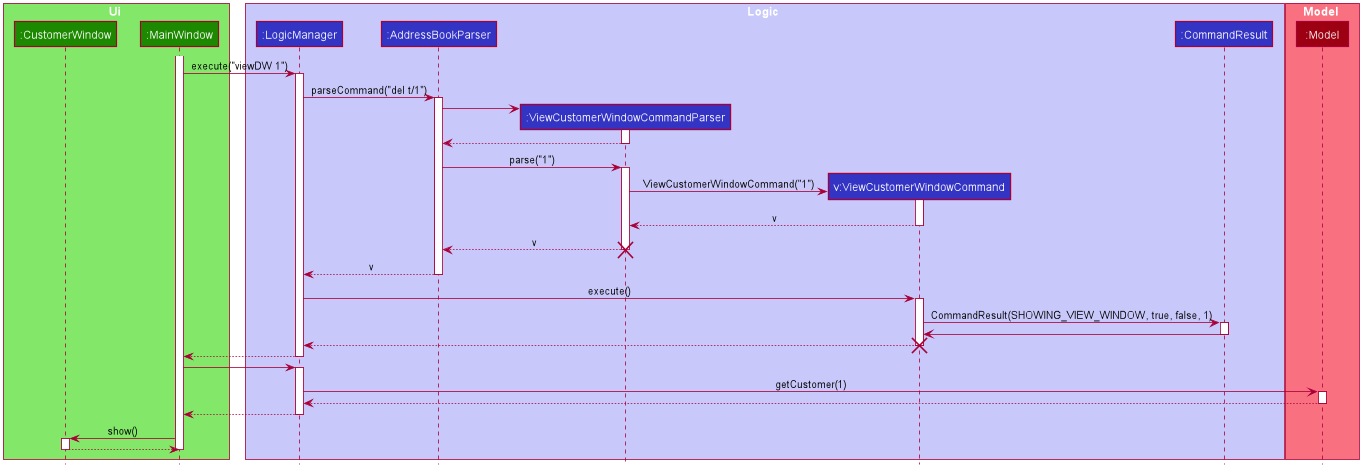 Ui
Logic
Model
:CustomerWindow
:MainWindow
:LogicManager
:AddressBookParser
:CommandResult
:Model
execute("viewDW 1")
parseCommand("del t/1")
:ViewCustomerWindowCommandParser
parse("1")
ViewCustomerWindowCommand("1")
v:ViewCustomerWindowCommand
v
v
v
execute()
CommandResult(SHOWING_VIEW_WINDOW, true, false, 1)
getCustomer(1)
show()